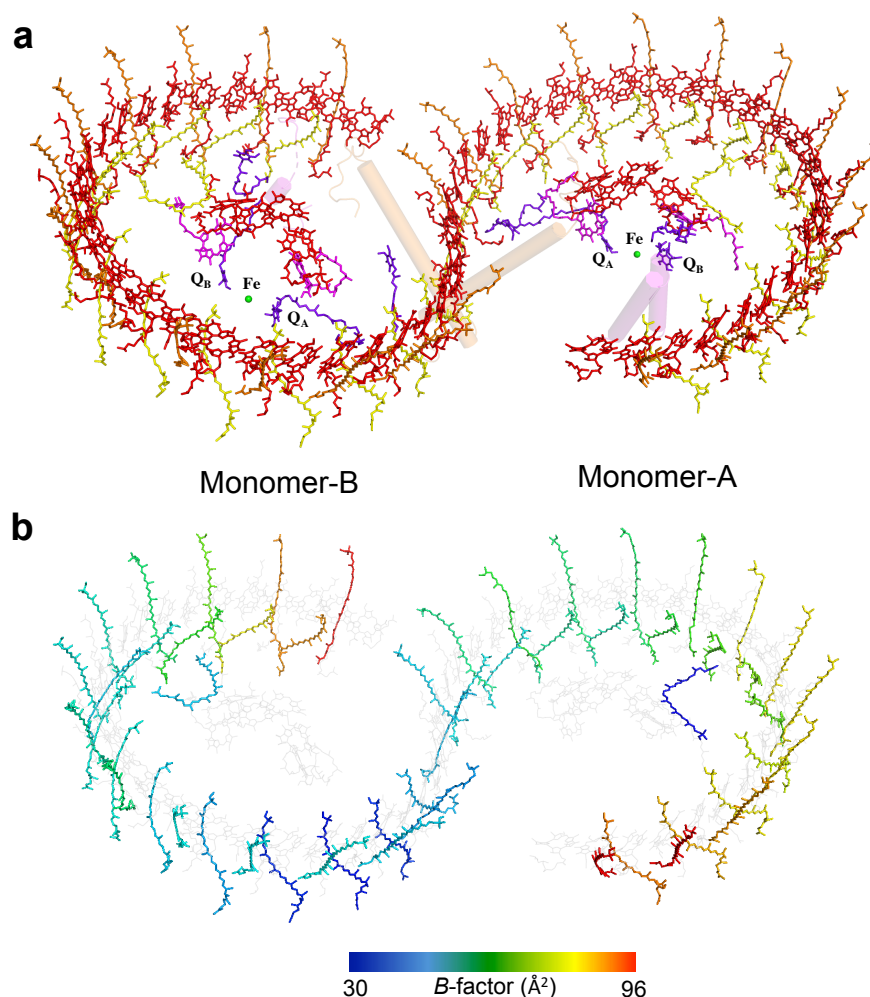 a
Fe
Q_A
Q_B
Q_B
Fe
Q_A
Monomer-B
Monomer-A
b
30
B-factor (Å²)
96